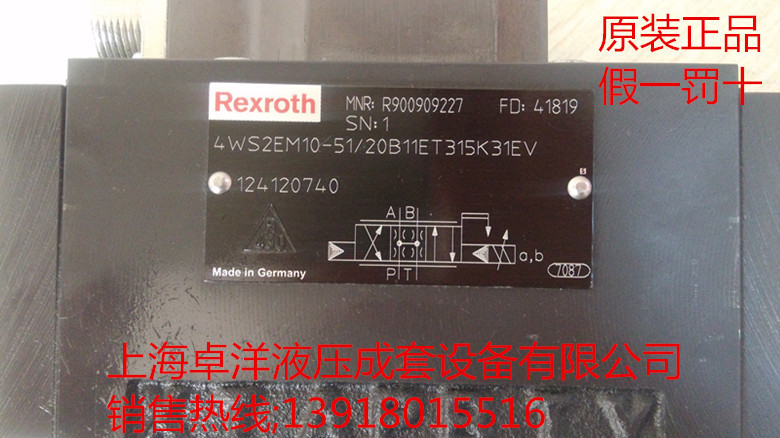 原装正品
假一罚十
Rexroth
MNR: R900909227 FD: 41819
SN: 1
4WS2EM10-51/20B11ET315K31EV
124120740
A B
P T
a,b
7087
Made in Germany
上海卓洋液压成套设备有限公司
销售热线;13918015516